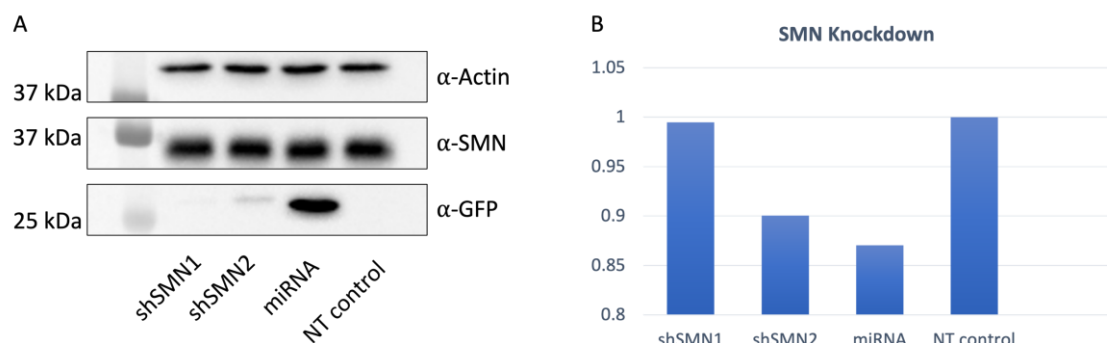 A
37 kDa
α-Actin
37 kDa
α-SMN
25 kDa
α-GFP
shSMN1
shSMN2
miRNA
NT control
B
SMN Knockdown
1.05
1
0.95
0.9
0.85
0.8
shSMN1
shSMN2
miRNA
NT control